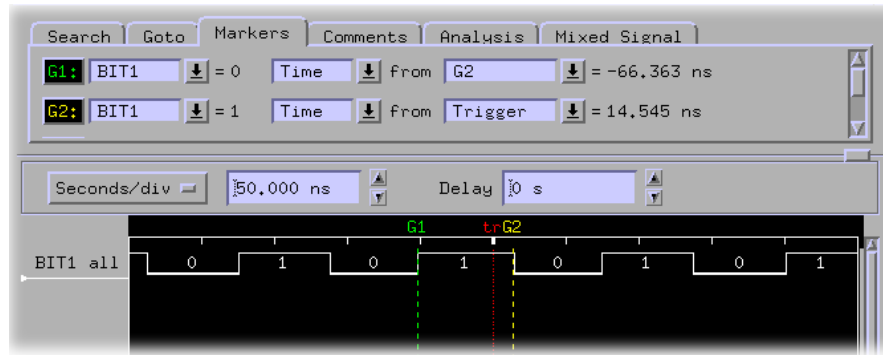 Search Goto Markers Comments Analysis Mixed Signal
G1: BIT1 = 0 Time from G2 = -66.363 ns
G2: BIT1 = 1 Time from Trigger = 14.545 ns
Seconds/div 50.000 ns Delay 0 s
G1 tr G2
BIT1 all 0 1 0 1 0 1 0 1